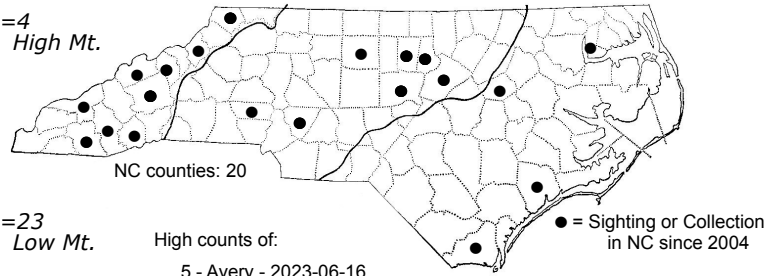 =4
High Mt.
NC counties: 20
=23
Low Mt.
High counts of:
● = Sighting or Collection
in NC since 2004
5 - Avery - 2023-06-16